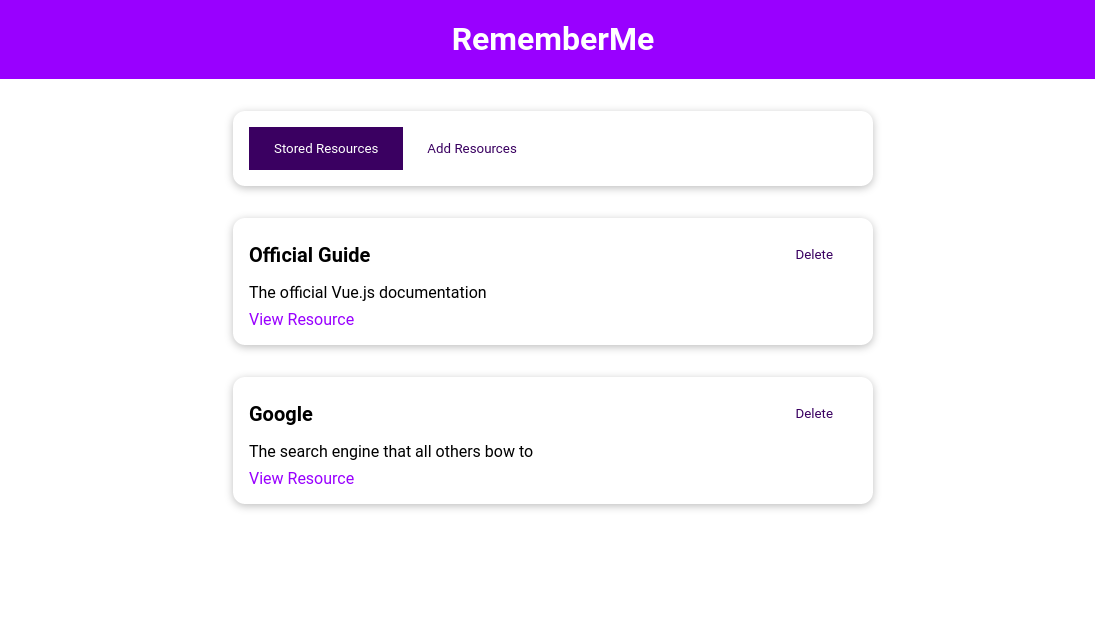 RememberMe
Stored Resources Add Resources
Official Guide Delete
The official Vue.js documentation
View Resource
Google Delete
The search engine that all others bow to
View Resource